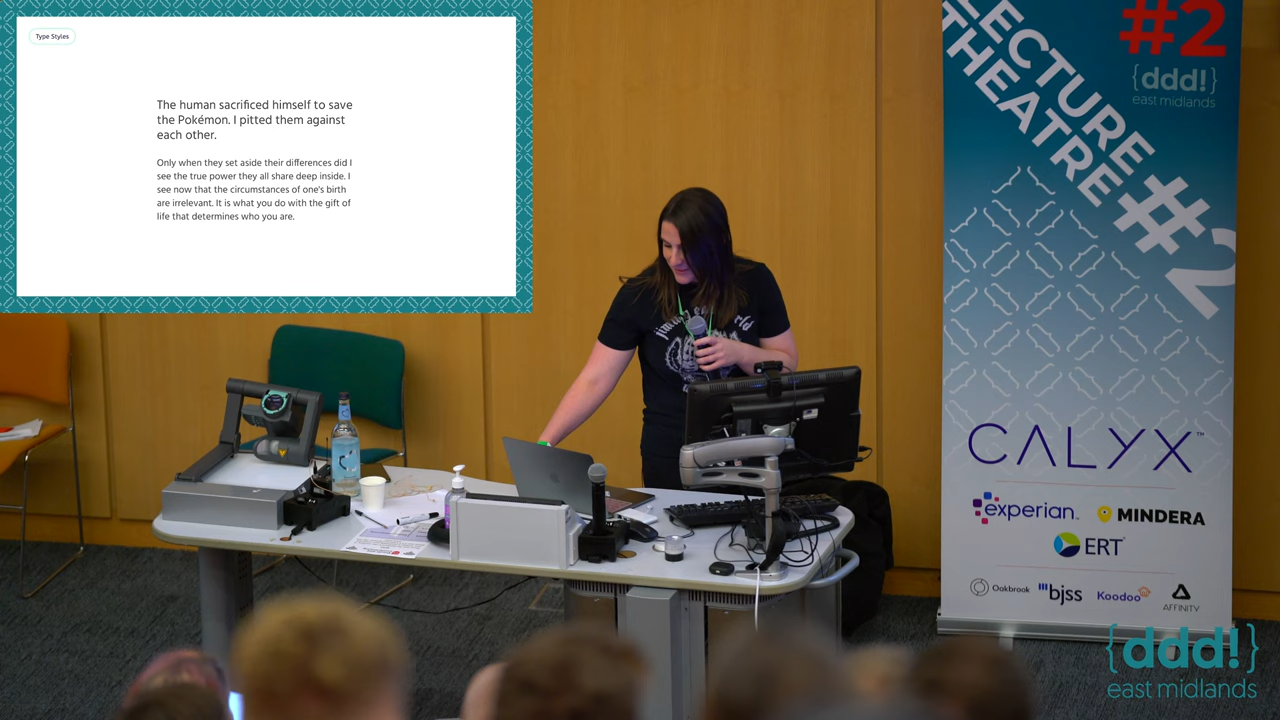 Type Styles
The human sacrificed himself to save
the Pokémon. I pitted them against
each other.
Only when they set aside their differences did I
see the true power they all share deep inside. I
see now that the circumstances of one's birth
are irrelevant. It is what you do with the gift of
life that determines who you are.
LECTURE
THEATRE
#2
#2
{ddd!}
east midlands
CALYX™
experian
MINDERA
ERT
Oakbrook
bjss
Koodoo
AFFINITY
{ddd!}
east midlands